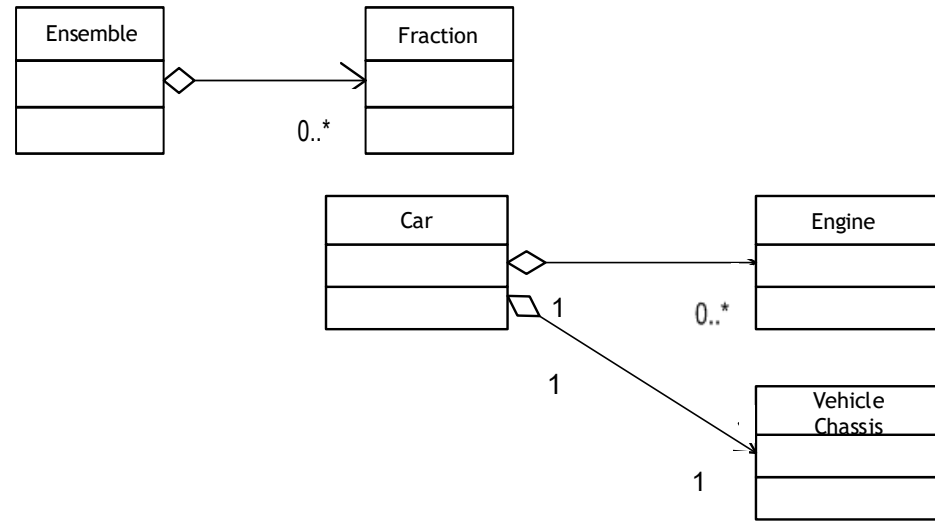 Ensemble
Fraction
0..*
Car
Engine
1
0..*
1
Vehicle
Chassis
1